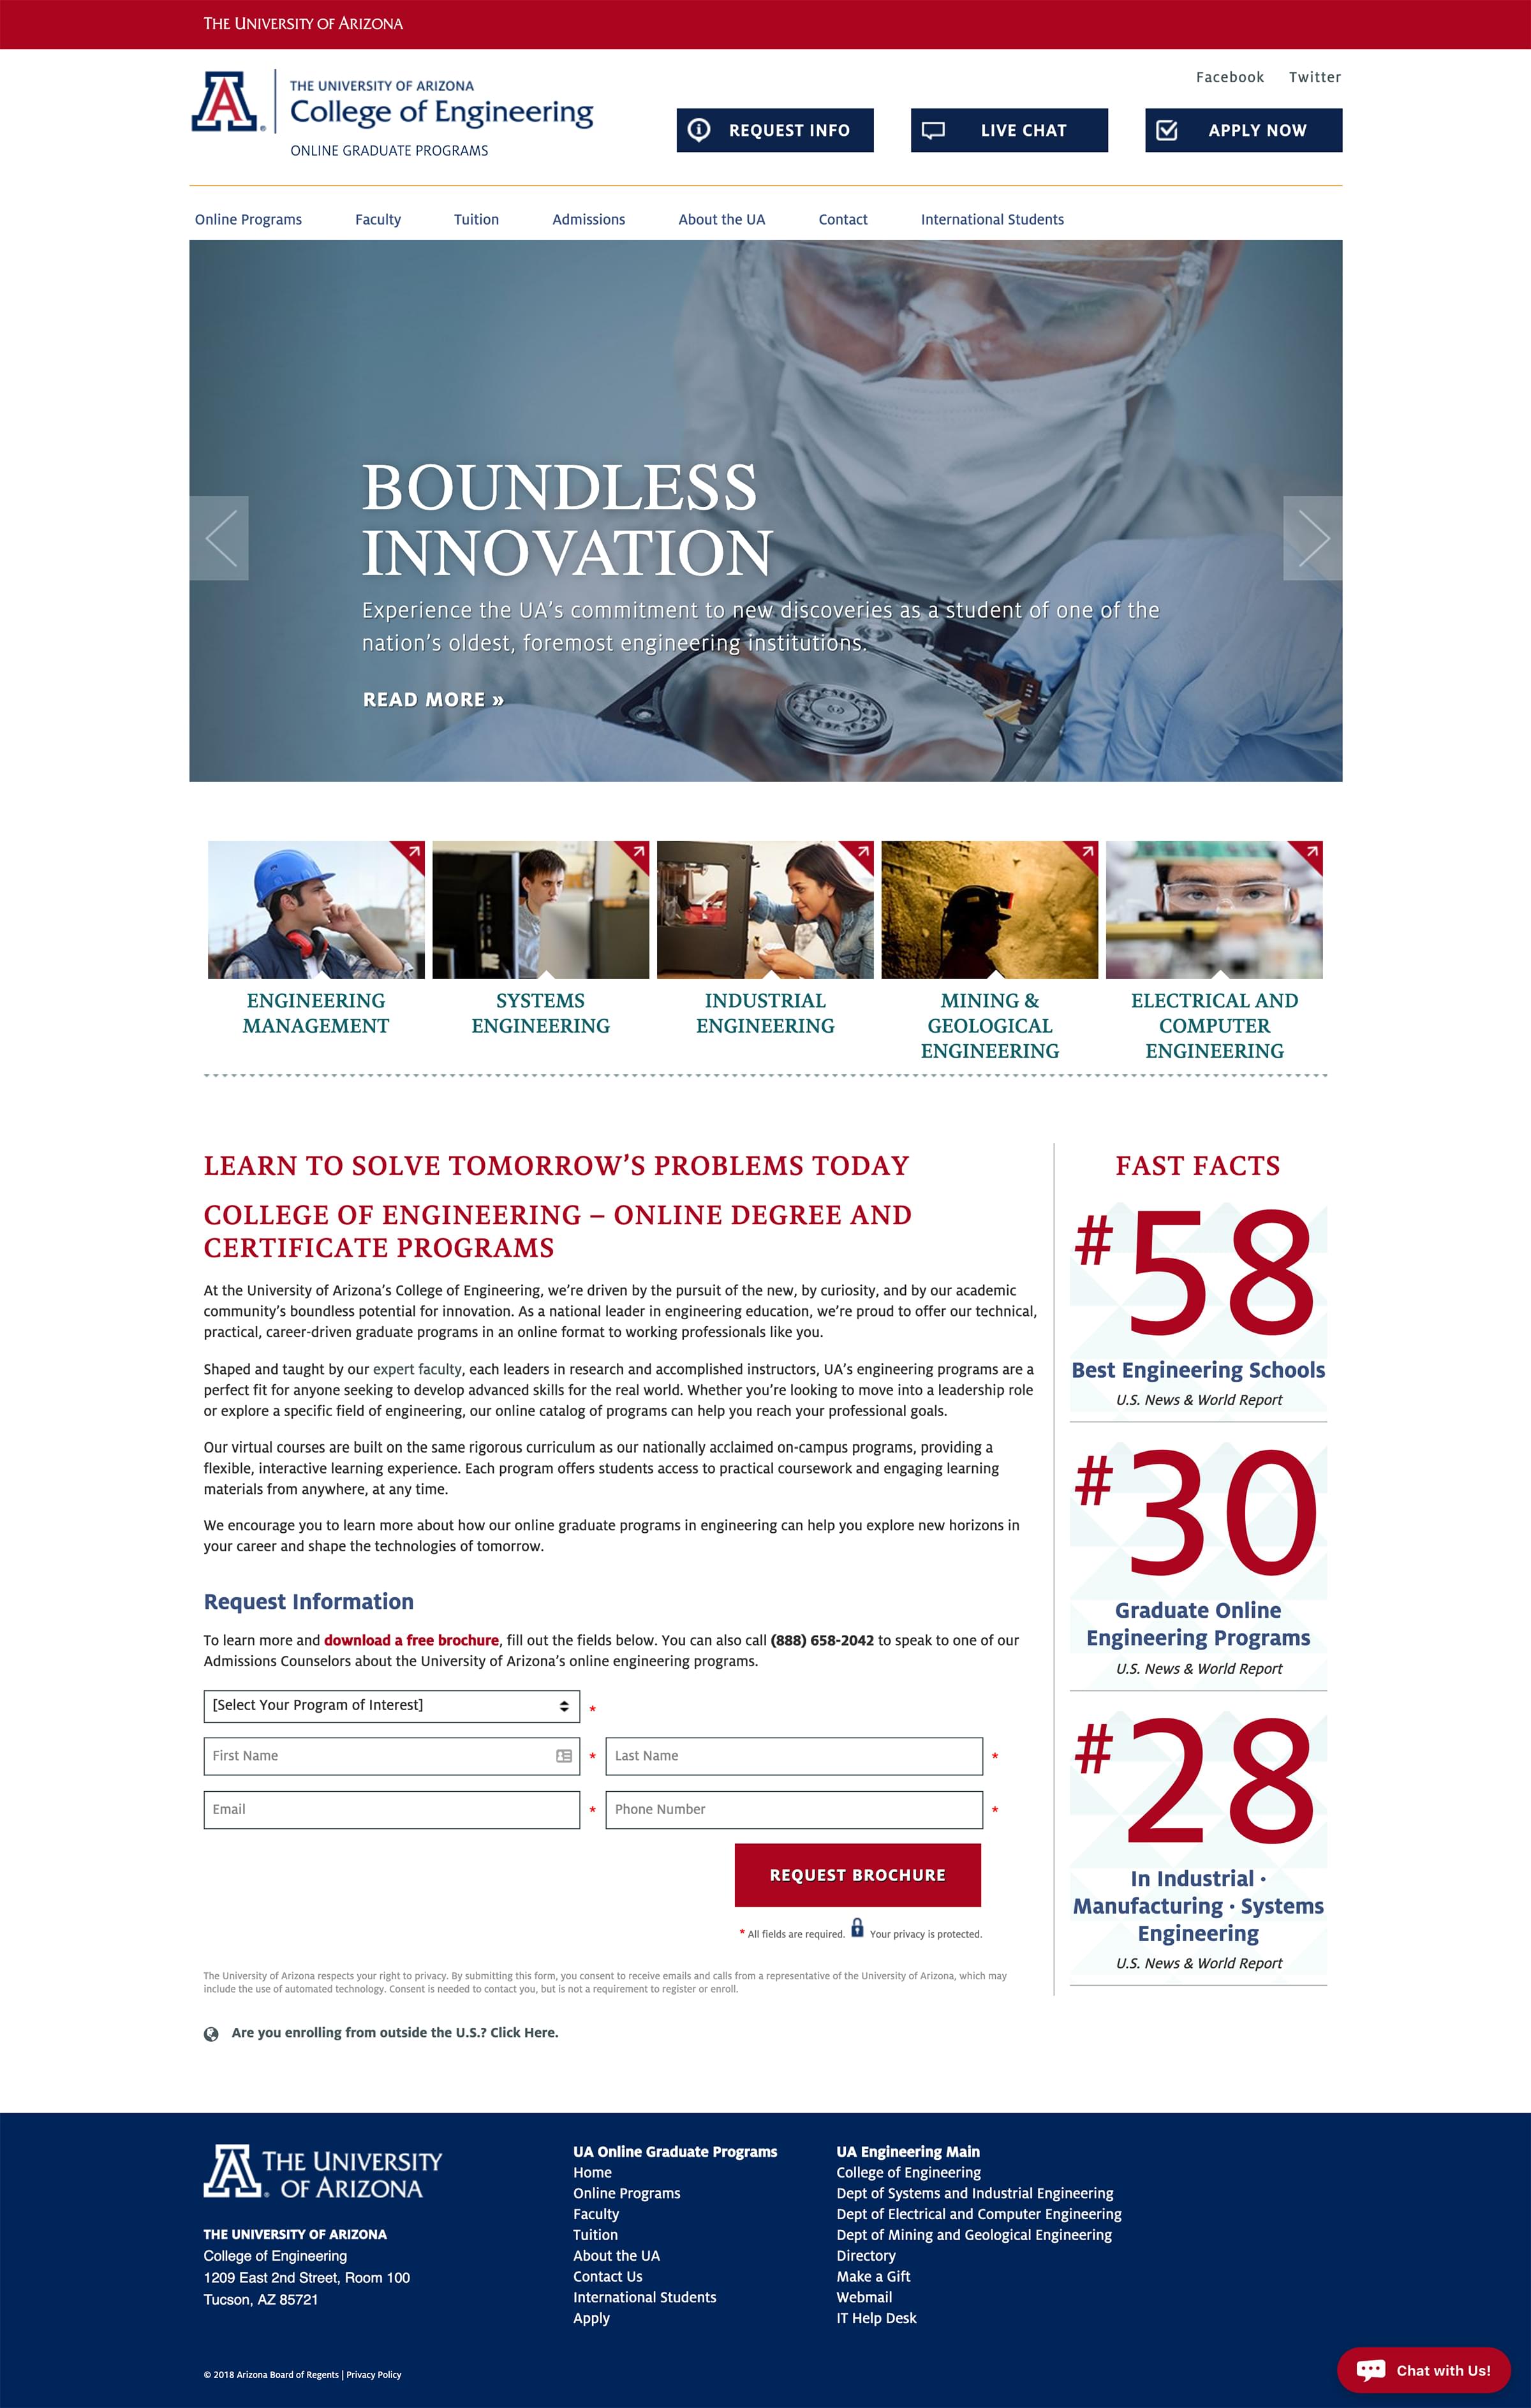 THE UNIVERSITY OF ARIZONA
Facebook Twitter
THE UNIVERSITY OF ARIZONA
College of Engineering
ONLINE GRADUATE PROGRAMS
REQUEST INFO
LIVE CHAT
APPLY NOW
Online Programs Faculty Tuition Admissions About the UA Contact International Students
BOUNDLESS
INNOVATION
Experience the UA's commitment to new discoveries as a student of one of the
nation's oldest, foremost engineering institutions.
READ MORE »
ENGINEERING
MANAGEMENT
SYSTEMS
ENGINEERING
INDUSTRIAL
ENGINEERING
MINING &
GEOLOGICAL
ENGINEERING
ELECTRICAL AND
COMPUTER
ENGINEERING
LEARN TO SOLVE TOMORROW'S PROBLEMS TODAY
COLLEGE OF ENGINEERING – ONLINE DEGREE AND
CERTIFICATE PROGRAMS
At the University of Arizona's College of Engineering, we're driven by the pursuit of the new, by curiosity, and by our academic
community's boundless potential for innovation. As a national leader in engineering education, we're proud to offer our technical,
practical, career-driven graduate programs in an online format to working professionals like you.
Shaped and taught by our expert faculty, each leaders in research and accomplished instructors, UA's engineering programs are a
perfect fit for anyone seeking to develop advanced skills for the real world. Whether you're looking to move into a leadership role
or explore a specific field of engineering, our online catalog of programs can help you reach your professional goals.
Our virtual courses are built on the same rigorous curriculum as our nationally acclaimed on-campus programs, providing a
flexible, interactive learning experience. Each program offers students access to practical coursework and engaging learning
materials from anywhere, at any time.
We encourage you to learn more about how our online graduate programs in engineering can help you explore new horizons in
your career and shape the technologies of tomorrow.
Request Information
To learn more and download a free brochure, fill out the fields below. You can also call (888) 658-2042 to speak to one of our
Admissions Counselors about the University of Arizona's online engineering programs.
[Select Your Program of Interest] *
First Name * Last Name *
Email * Phone Number *
REQUEST BROCHURE
* All fields are required. Your privacy is protected.
The University of Arizona respects your right to privacy. By submitting this form, you consent to receive emails and calls from a representative of the University of Arizona, which may
include the use of automated technology. Consent is needed to contact you, but is not a requirement to register or enroll.
Are you enrolling from outside the U.S.? Click Here.
FAST FACTS
#58
Best Engineering Schools
U.S. News & World Report
#30
Graduate Online
Engineering Programs
U.S. News & World Report
#28
In Industrial •
Manufacturing • Systems
Engineering
U.S. News & World Report
A THE UNIVERSITY
OF ARIZONA
THE UNIVERSITY OF ARIZONA
College of Engineering
1209 East 2nd Street, Room 100
Tucson, AZ 85721
UA Online Graduate Programs
Home
Online Programs
Faculty
Tuition
About the UA
Contact Us
International Students
Apply
UA Engineering Main
College of Engineering
Dept of Systems and Industrial Engineering
Dept of Electrical and Computer Engineering
Dept of Mining and Geological Engineering
Directory
Make a Gift
Webmail
IT Help Desk
© 2018 Arizona Board of Regents | Privacy Policy
Chat with Us!